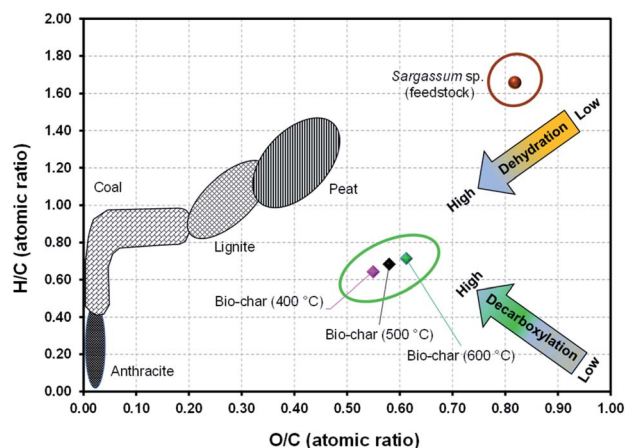 2.00
1.80
1.60
1.40
1.20
1.00
0.80
0.60
0.40
0.20
0.00
H/C (atomic ratio)
Sargassum sp.
(feedstock)
Low
Dehydration
High
Coal
Peat
Lignite
High
Decarboxylation
Low
Bio-char (400 °C)
Bio-char (500 °C)
Bio-char (600 °C)
Anthracite
0.00 0.10 0.20 0.30 0.40 0.50 0.60 0.70 0.80 0.90 1.00
O/C (atomic ratio)